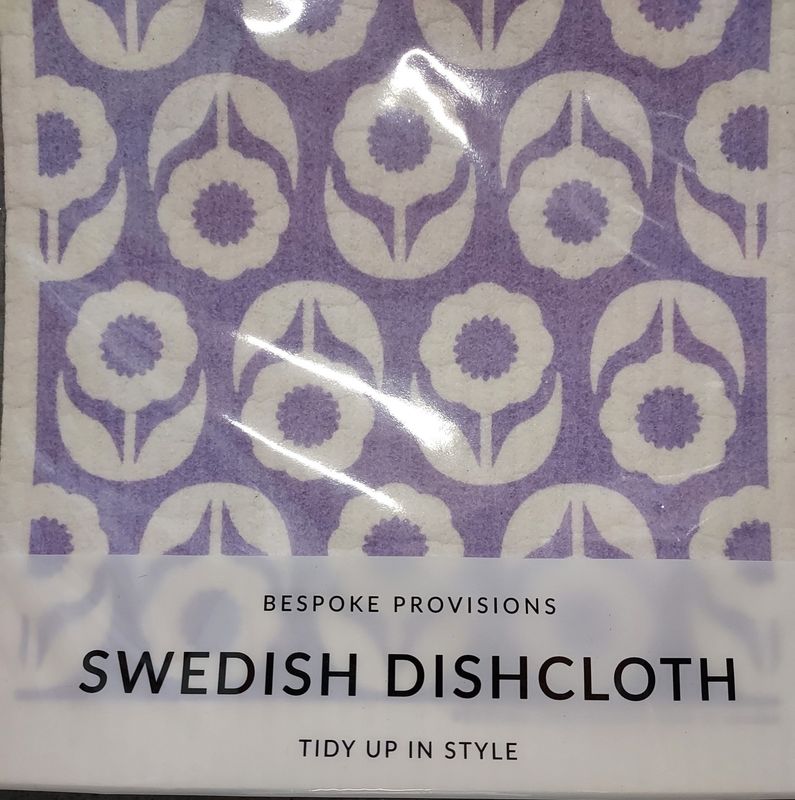 BESPOKE PROVISIONS
SWEDISH DISHCLOTH
TIDY UP IN STYLE